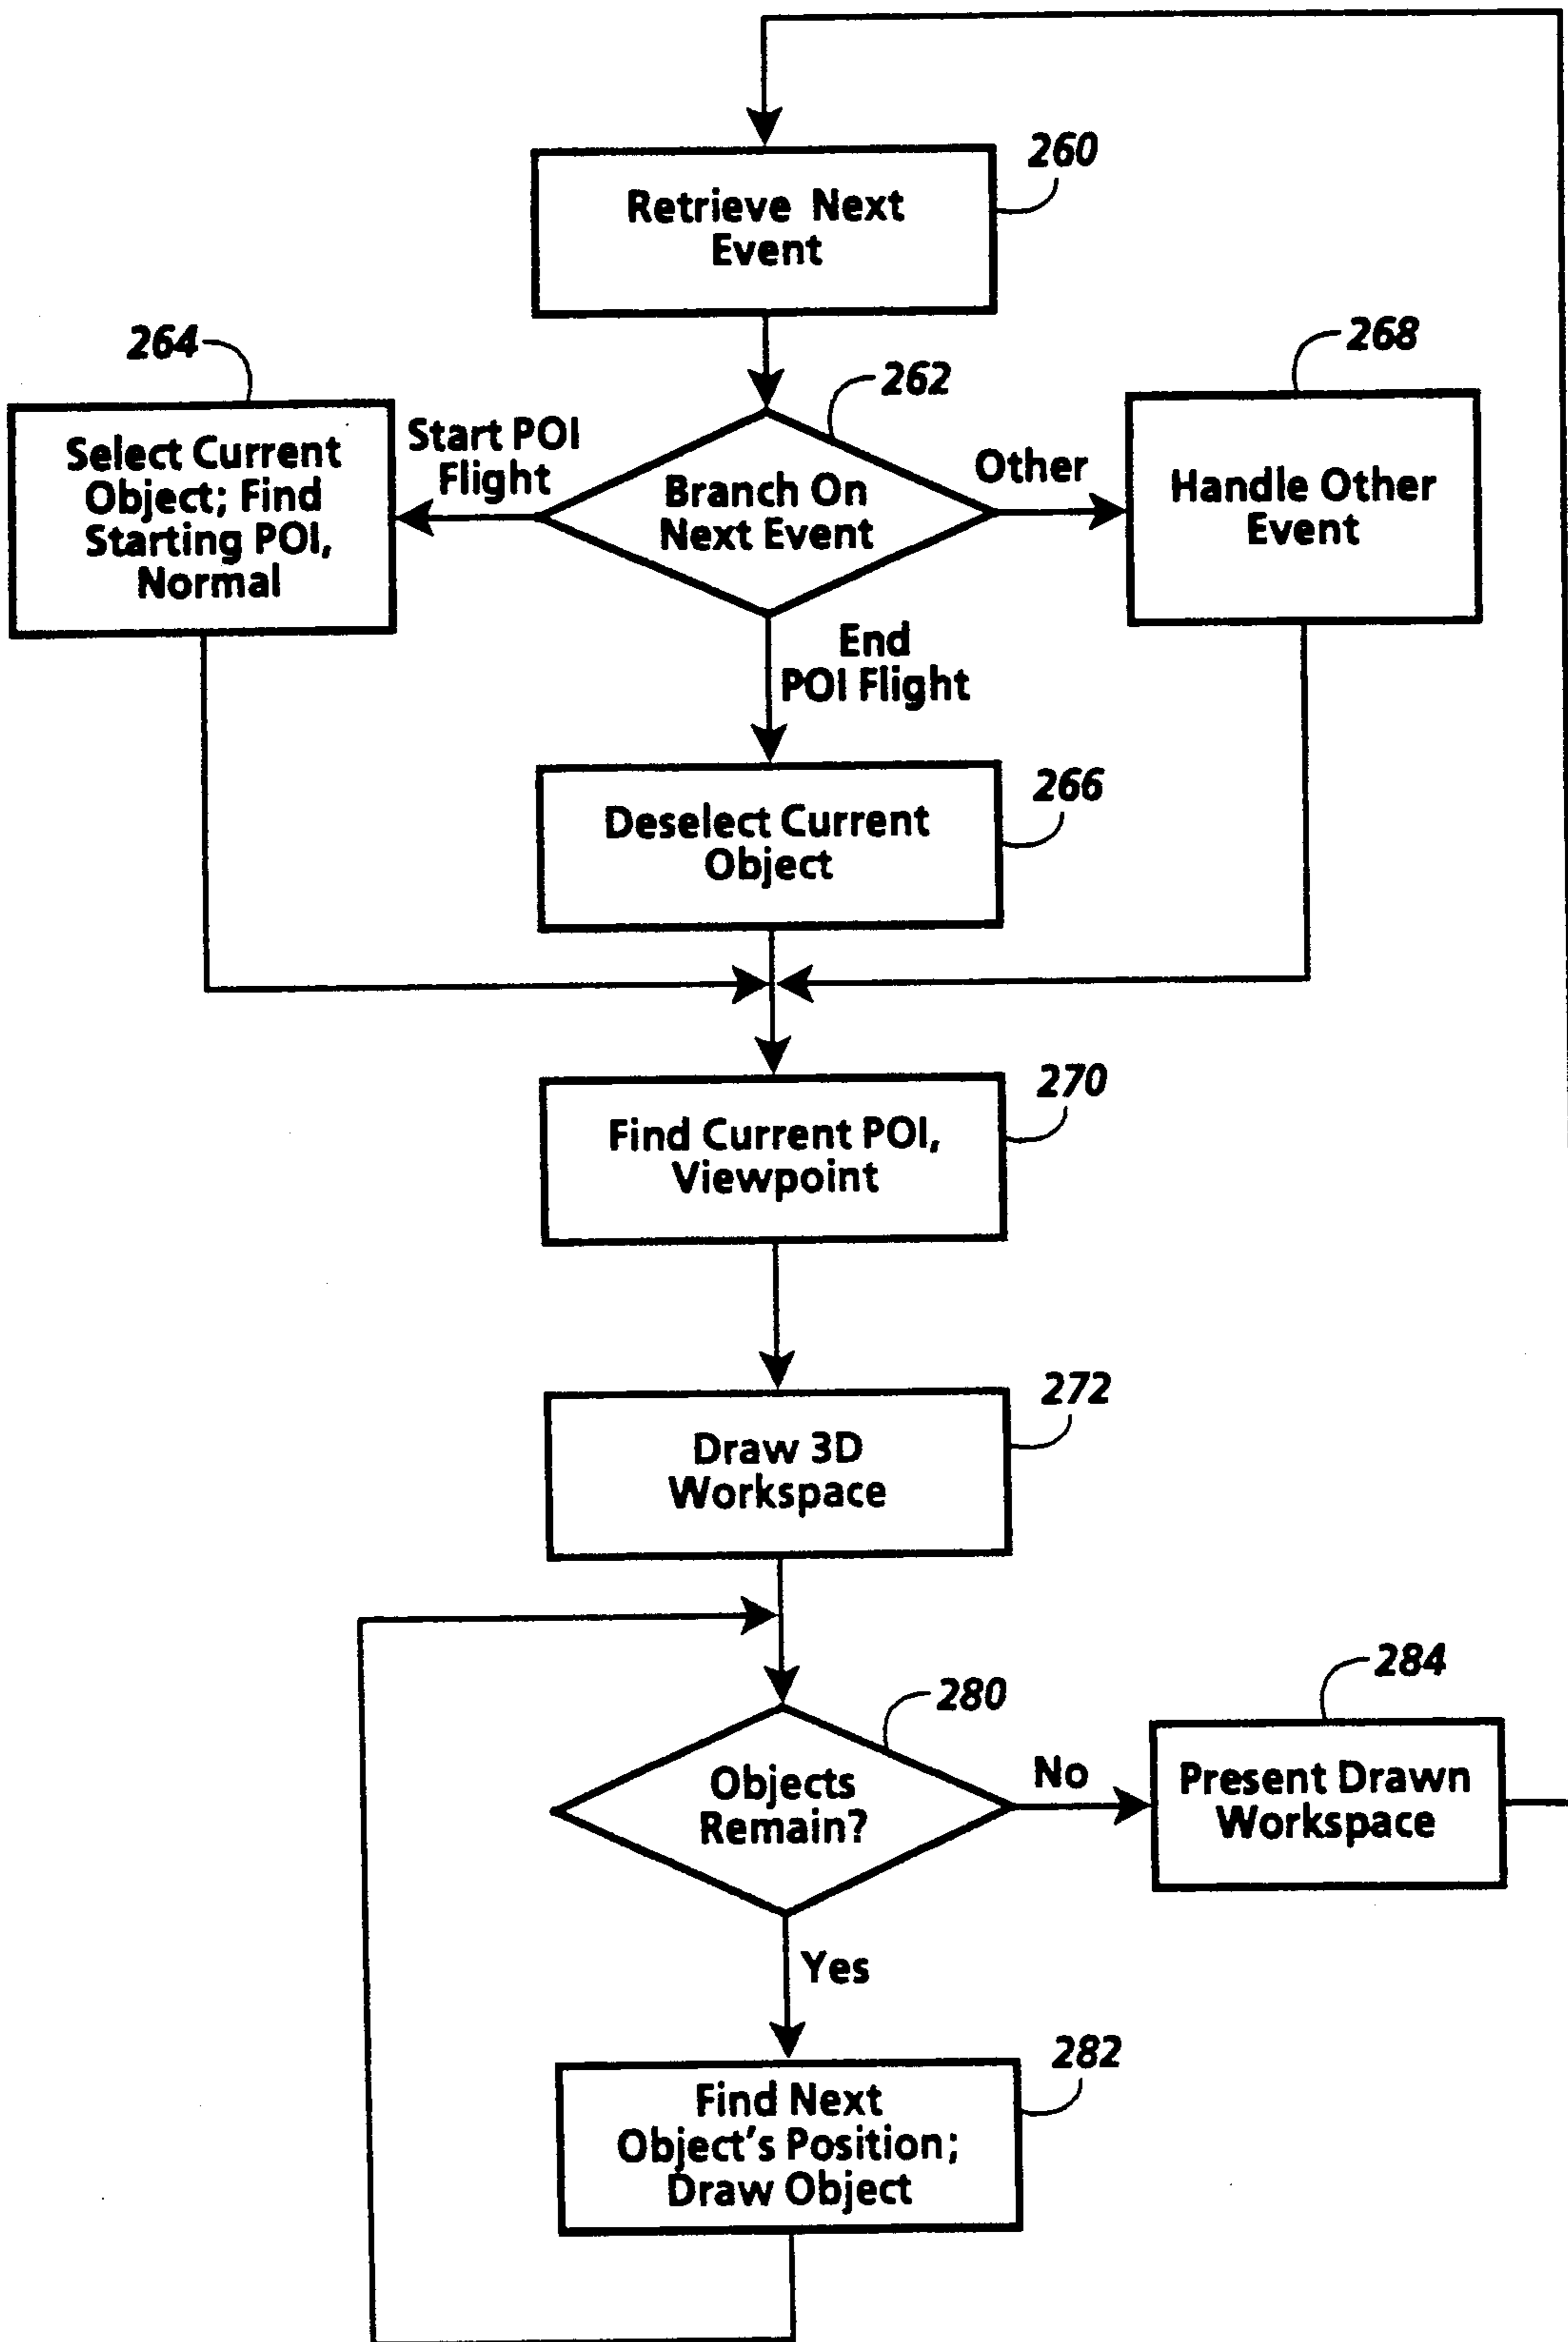 260
Retrieve Next
Event
264
262
268
Select Current
Object; Find
Starting POI,
Normal
Start POI
Flight
Branch On
Next Event
Other
Handle Other
Event
End
POI Flight
266
Deselect Current
Object
270
Find Current POI,
Viewpoint
272
Draw 3D
Workspace
280
284
Objects
Remain?
No
Present Drawn
Workspace
Yes
282
Find Next
Object's Position;
Draw Object